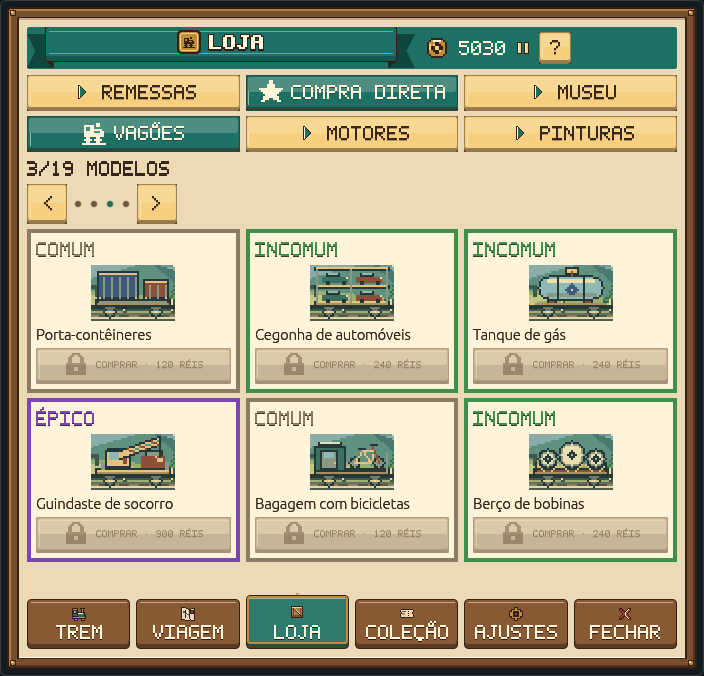 LOJA
5030
?
REMESSAS
COMPRA DIRETA
MUSEU
VAGÕES
MOTORES
PINTURAS
3/19 MODELOS
<
>
COMUM
Porta-contêineres
COMPRAR · 120 RÉIS
INCOMUM
Cegonha de automóveis
COMPRAR · 240 RÉIS
INCOMUM
Tanque de gás
COMPRAR · 240 RÉIS
ÉPICO
Guindaste de socorro
COMPRAR · 900 RÉIS
COMUM
Bagagem com bicicletas
COMPRAR · 120 RÉIS
INCOMUM
Berço de bobinas
COMPRAR · 240 RÉIS
TREM
VIAGEM
LOJA
COLEÇÃO
AJUSTES
FECHAR